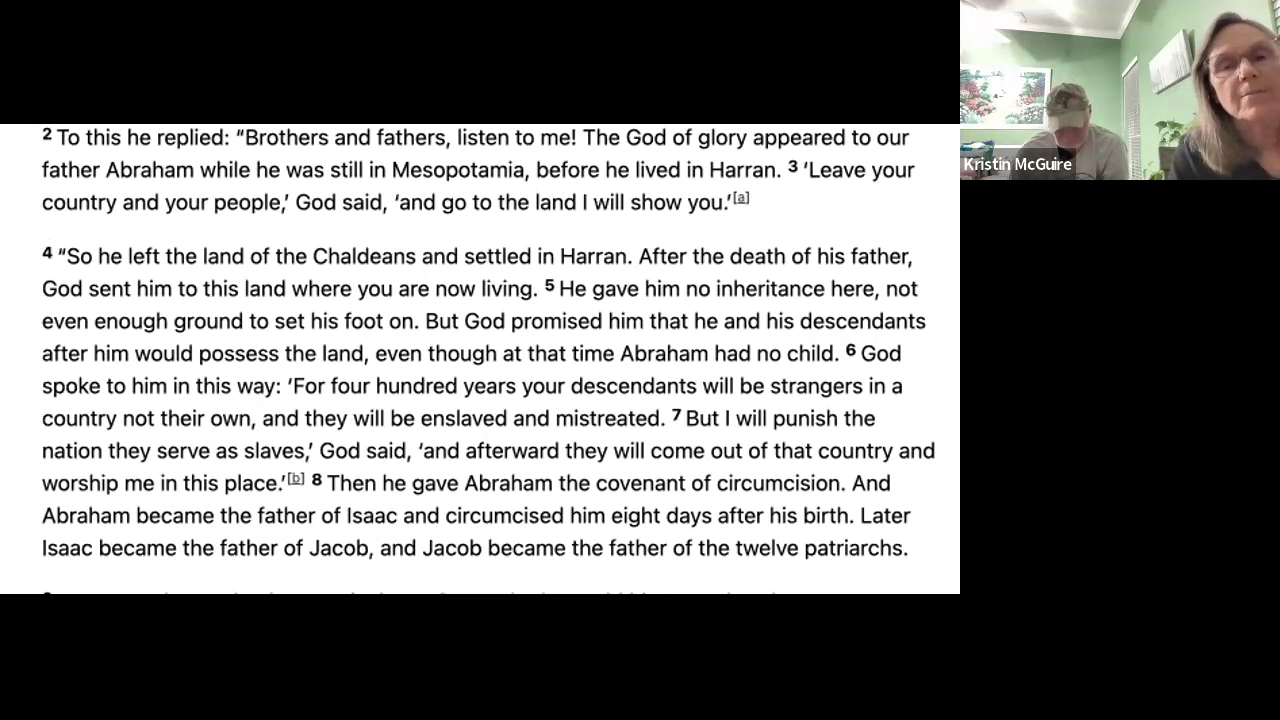 2 To this he replied: “Brothers and fathers, listen to me! The God of glory appeared to our
father Abraham while he was still in Mesopotamia, before he lived in Harran. 3 ‘Leave your
country and your people,’ God said, ‘and go to the land I will show you.’[a]
4 “So he left the land of the Chaldeans and settled in Harran. After the death of his father,
God sent him to this land where you are now living. 5 He gave him no inheritance here, not
even enough ground to set his foot on. But God promised him that he and his descendants
after him would possess the land, even though at that time Abraham had no child. 6 God
spoke to him in this way: ‘For four hundred years your descendants will be strangers in a
country not their own, and they will be enslaved and mistreated. 7 But I will punish the
nation they serve as slaves,’ God said, ‘and afterward they will come out of that country and
worship me in this place.’[b] 8 Then he gave Abraham the covenant of circumcision. And
Abraham became the father of Isaac and circumcised him eight days after his birth. Later
Isaac became the father of Jacob, and Jacob became the father of the twelve patriarchs.
Kristin McGuire